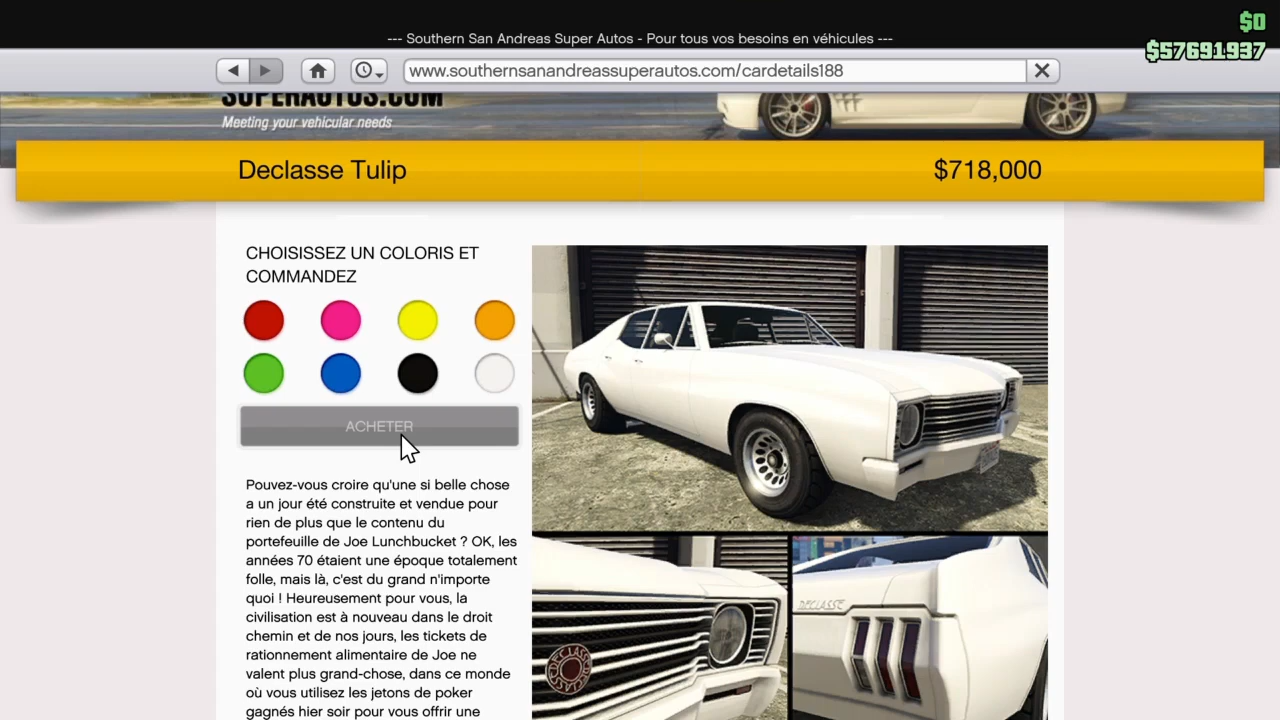 $0
--- Southern San Andreas Super Autos - Pour tous vos besoins en véhicules ---
$57691937
www.southernsanandreassuperautos.com/cardetails188
SUPERAUTOS.COM
Meeting your vehicular needs
Declasse Tulip
$718,000
CHOISISSEZ UN COLORIS ET
COMMANDEZ
ACHETER
Pouvez-vous croire qu'une si belle chose
a un jour été construite et vendue pour
rien de plus que le contenu du
portefeuille de Joe Lunchbucket ? OK, les
années 70 étaient une époque totalement
folle, mais là, c'est du grand n'importe
quoi ! Heureusement pour vous, la
civilisation est à nouveau dans le droit
chemin et de nos jours, les tickets de
rationnement alimentaire de Joe ne
valent plus grand-chose, dans ce monde
où vous utilisez les jetons de poker
gagnés hier soir pour vous offrir une
DECLASSE